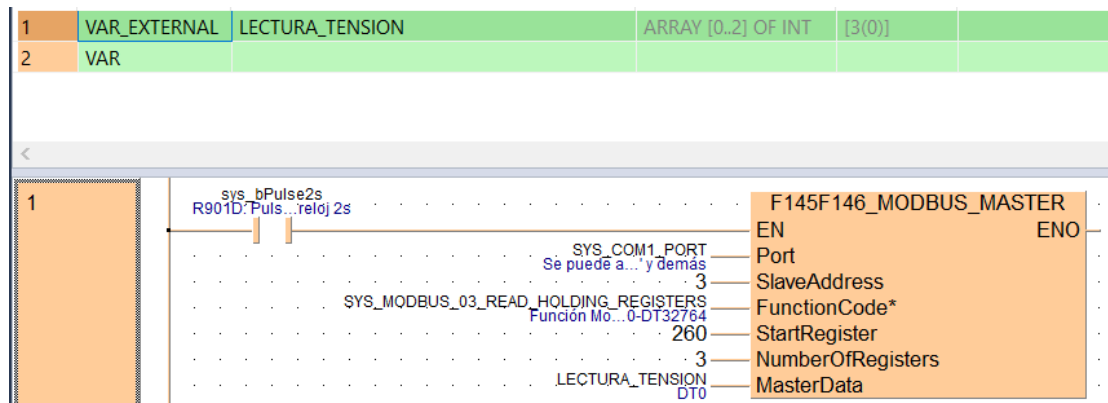 1 VAR_EXTERNAL LECTURA_TENSION ARRAY [0..2] OF INT [3(0)]
2 VAR
<
1
sys_bPulse2s
R901D: Puls...reloj 2s
F145F146_MODBUS_MASTER
EN ENO
SYS_COM1_PORT Port
Se puede a...' y demás
3 SlaveAddress
SYS_MODBUS_03_READ_HOLDING_REGISTERS FunctionCode*
Función Mo...0-DT32764
260 StartRegister
3 NumberOfRegisters
LECTURA_TENSION MasterData
DT0